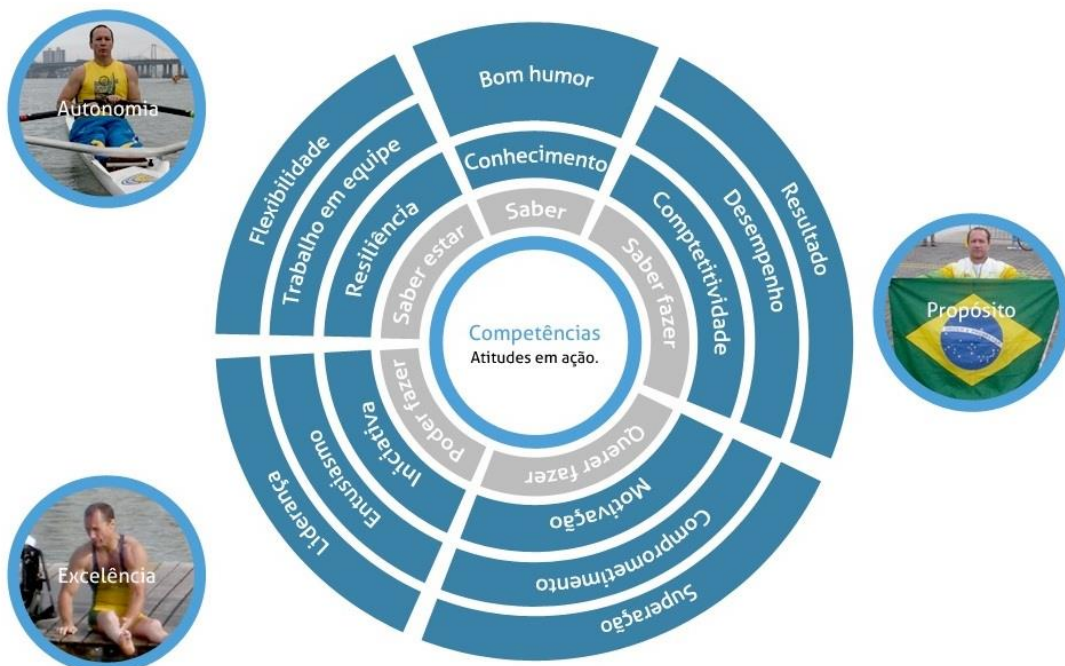 Autonomia
Propósito
Excelência
Competências
Atitudes em ação.
Saber
Conhecimento
Bom humor
Saber fazer
Comptetitividade
Desempenho
Resultado
Querer fazer
Motivação
Comprometimento
Superação
Poder fazer
Iniciativa
Entusiasmo
Liderança
Saber estar
Resiliência
Trabalho em equipe
Flexibilidade